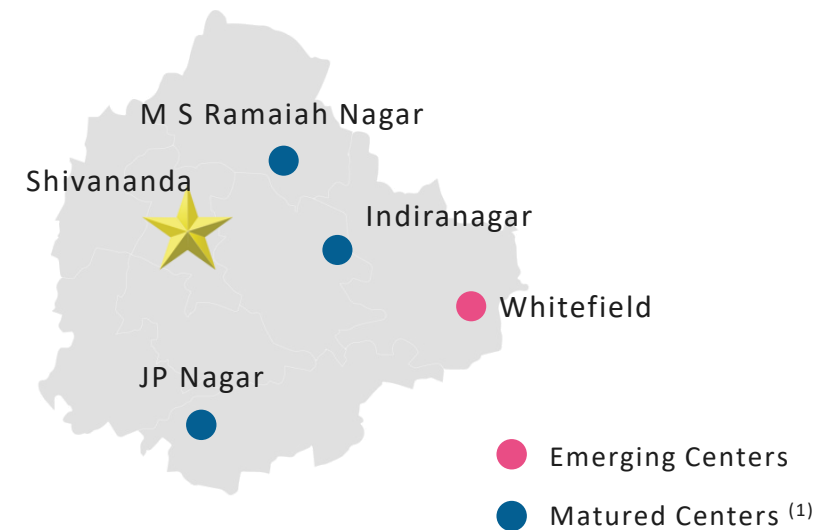 M S Ramaiah Nagar
Shivananda
Indiranagar
Whitefield
JP Nagar
Emerging Centers
Matured Centers (1)